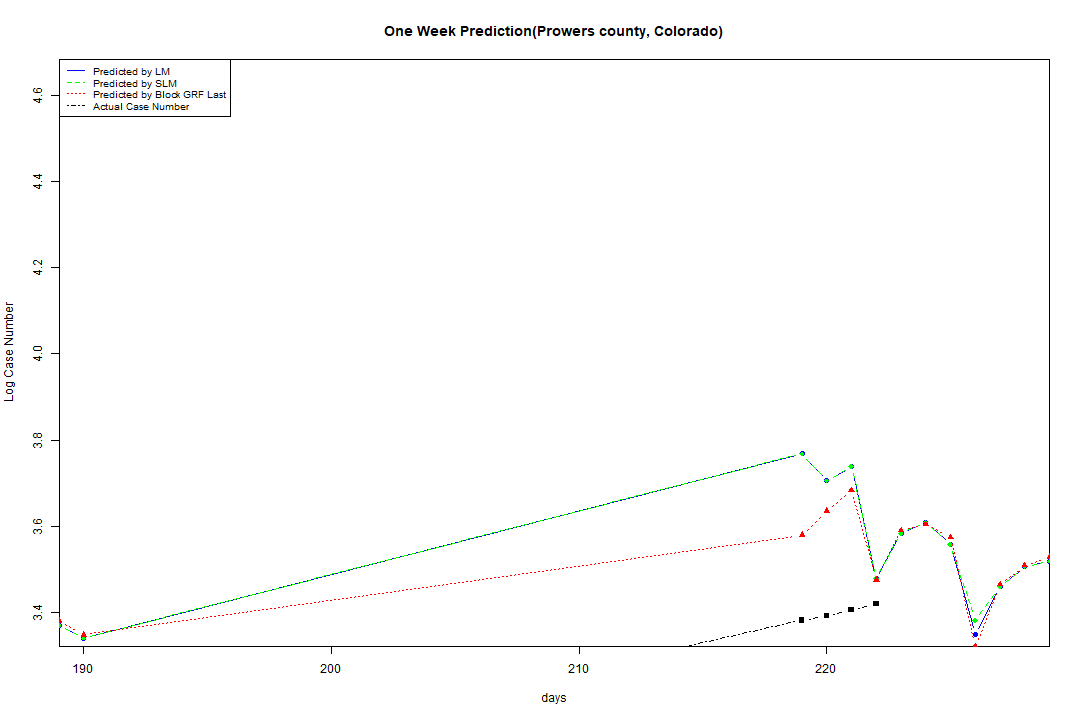 One Week Prediction(Prowers county, Colorado)
Predicted by LM
Predicted by SLM
Predicted by Block GRF Last
Actual Case Number
4.6
4.4
4.2
4.0
3.8
3.6
3.4
Log Case Number
190 200 210 220
days